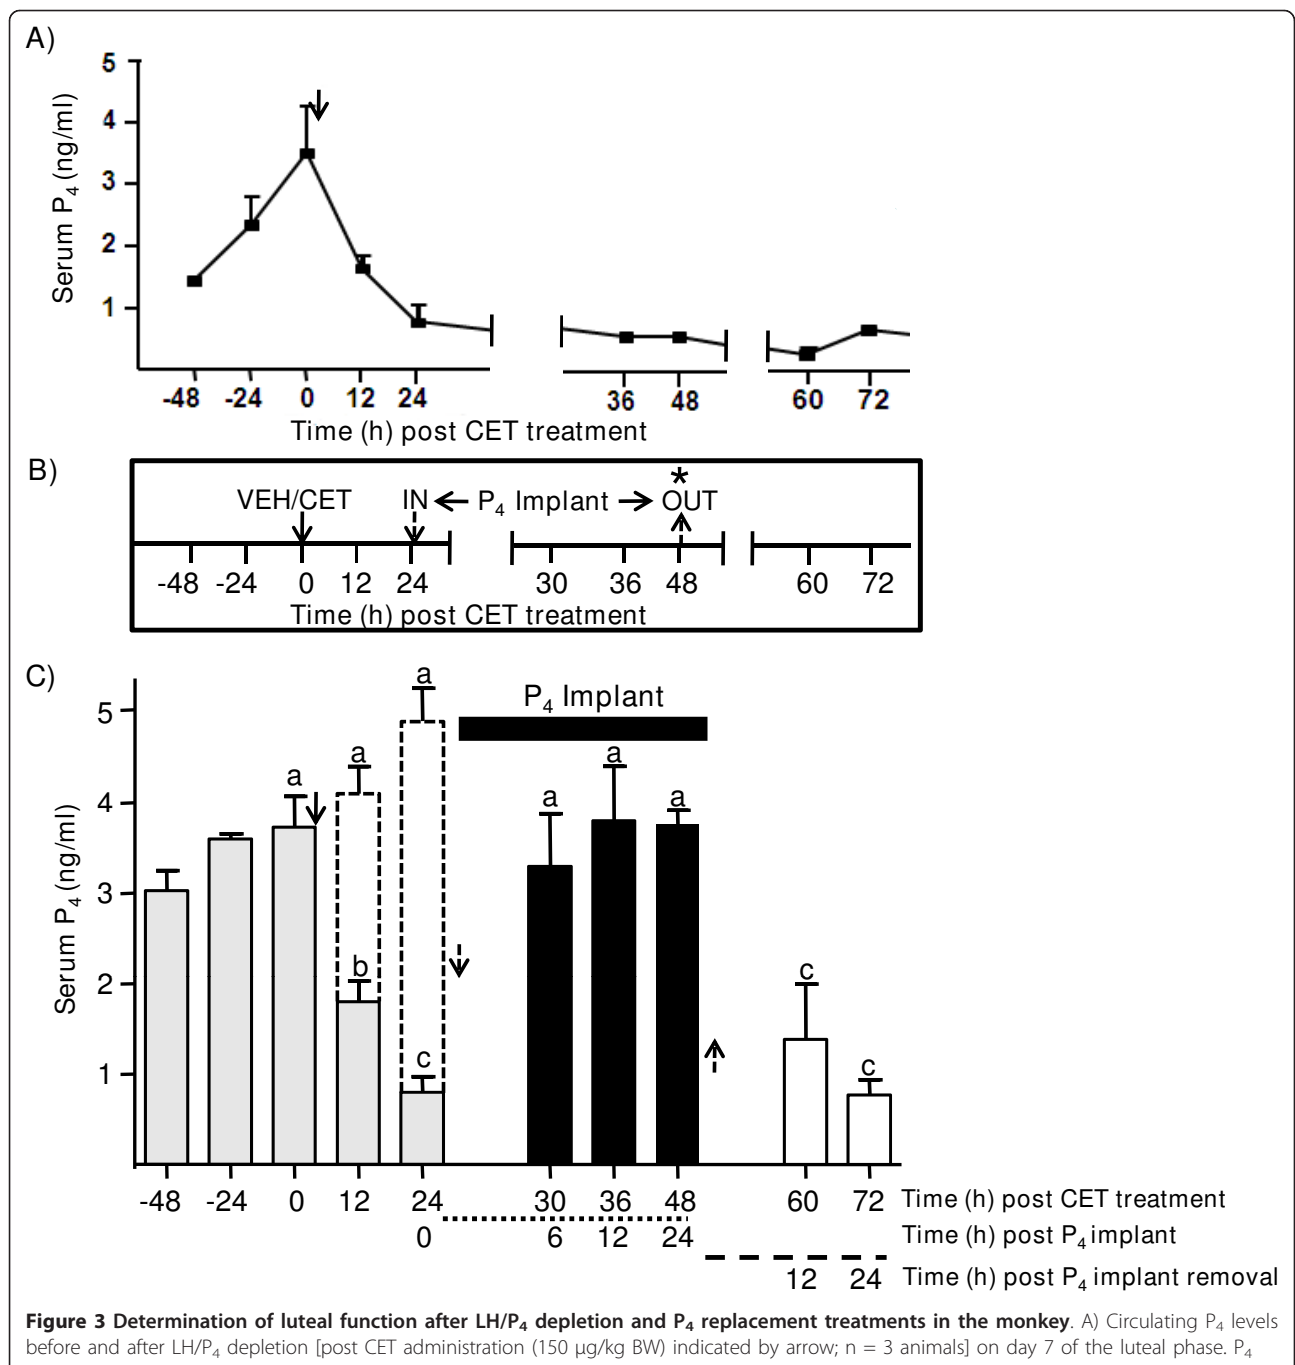 A)
5
4
3
2
1
Serum P4 (ng/ml)
-48 -24 0 12 24 36 48 60 72
Time (h) post CET treatment
B)
*
VEH/CET IN P4 Implant OUT
-48 -24 0 12 24 30 36 48 60 72
Time (h) post CET treatment
C)
5
4
3
2
1
Serum P4 (ng/ml)
P4 Implant
a a a a a a
b c c c
-48 -24 0 12 24 30 36 48 60 72 Time (h) post CET treatment
0 6 12 24 Time (h) post P4 implant
12 24 Time (h) post P4 implant removal
Figure 3 Determination of luteal function after LH/P4 depletion and P4 replacement treatments in the monkey. A) Circulating P4 levels
before and after LH/P4 depletion [post CET administration (150 μg/kg BW) indicated by arrow; n = 3 animals] on day 7 of the luteal phase. P4